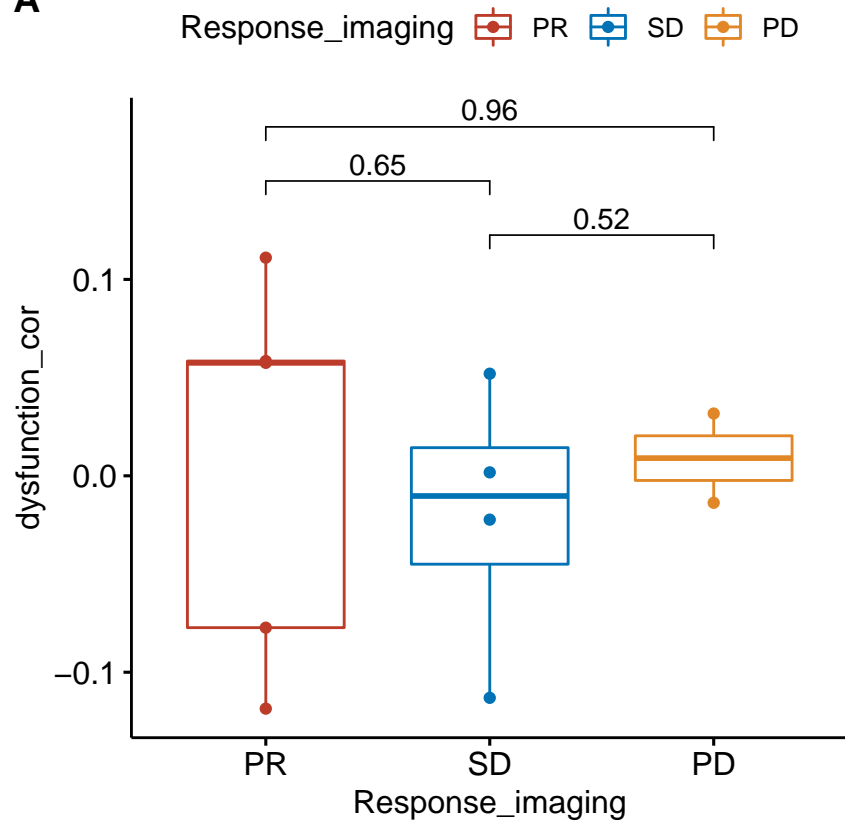 A
Response_imaging PR SD PD
0.96
0.65
0.52
0.1
0.0
−0.1
dysfunction_cor
PR SD PD
Response_imaging